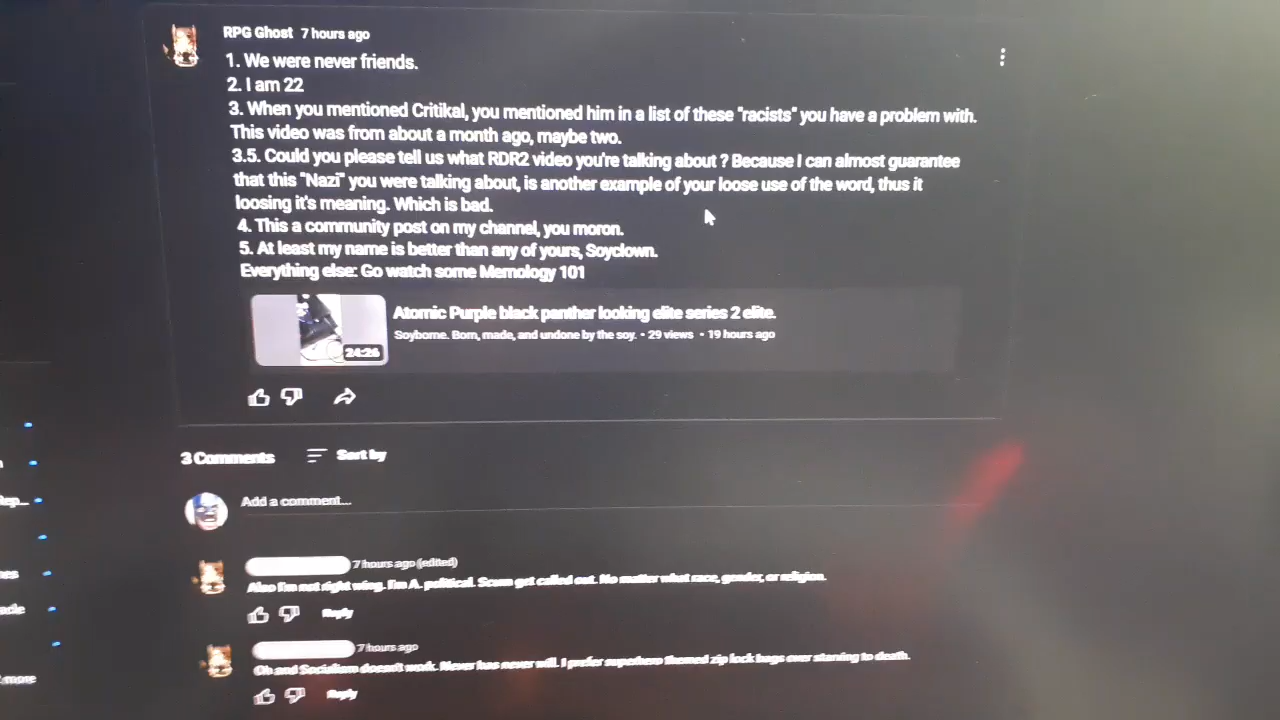 RPG Ghost 7 hours ago
1. We were never friends.
2. I am 22
3. When you mentioned Critikal, you mentioned him in a list of these "racists" you have a problem with.
This video was from about a month ago, maybe two.
3.5. Could you please tell us what RDR2 video you're talking about ? Because I can almost guarantee
that this "Nazi" you were talking about, is another example of your loose use of the word, thus it
loosing it's meaning. Which is bad.
4. This a community post on my channel, you moron.
5. At least my name is better than any of yours, Soyclown.
Everything else: Go watch some Memology 101
Atomic Purple black panther looking elite series 2 elite.
Soyborne. Born, made, and undone by the soy. • 29 views • 19 hours ago
24:26
3 Comments Sort by
Add a comment...
7 hours ago (edited)
Also I'm not right wing. I'm A. political. Scum get called out. No matter what race, gender, or religion.
Reply
7 hours ago
Oh and Socialism doesn't work. Never has never will. I prefer superhero themed zip lock bags over starving to death.
Reply
more